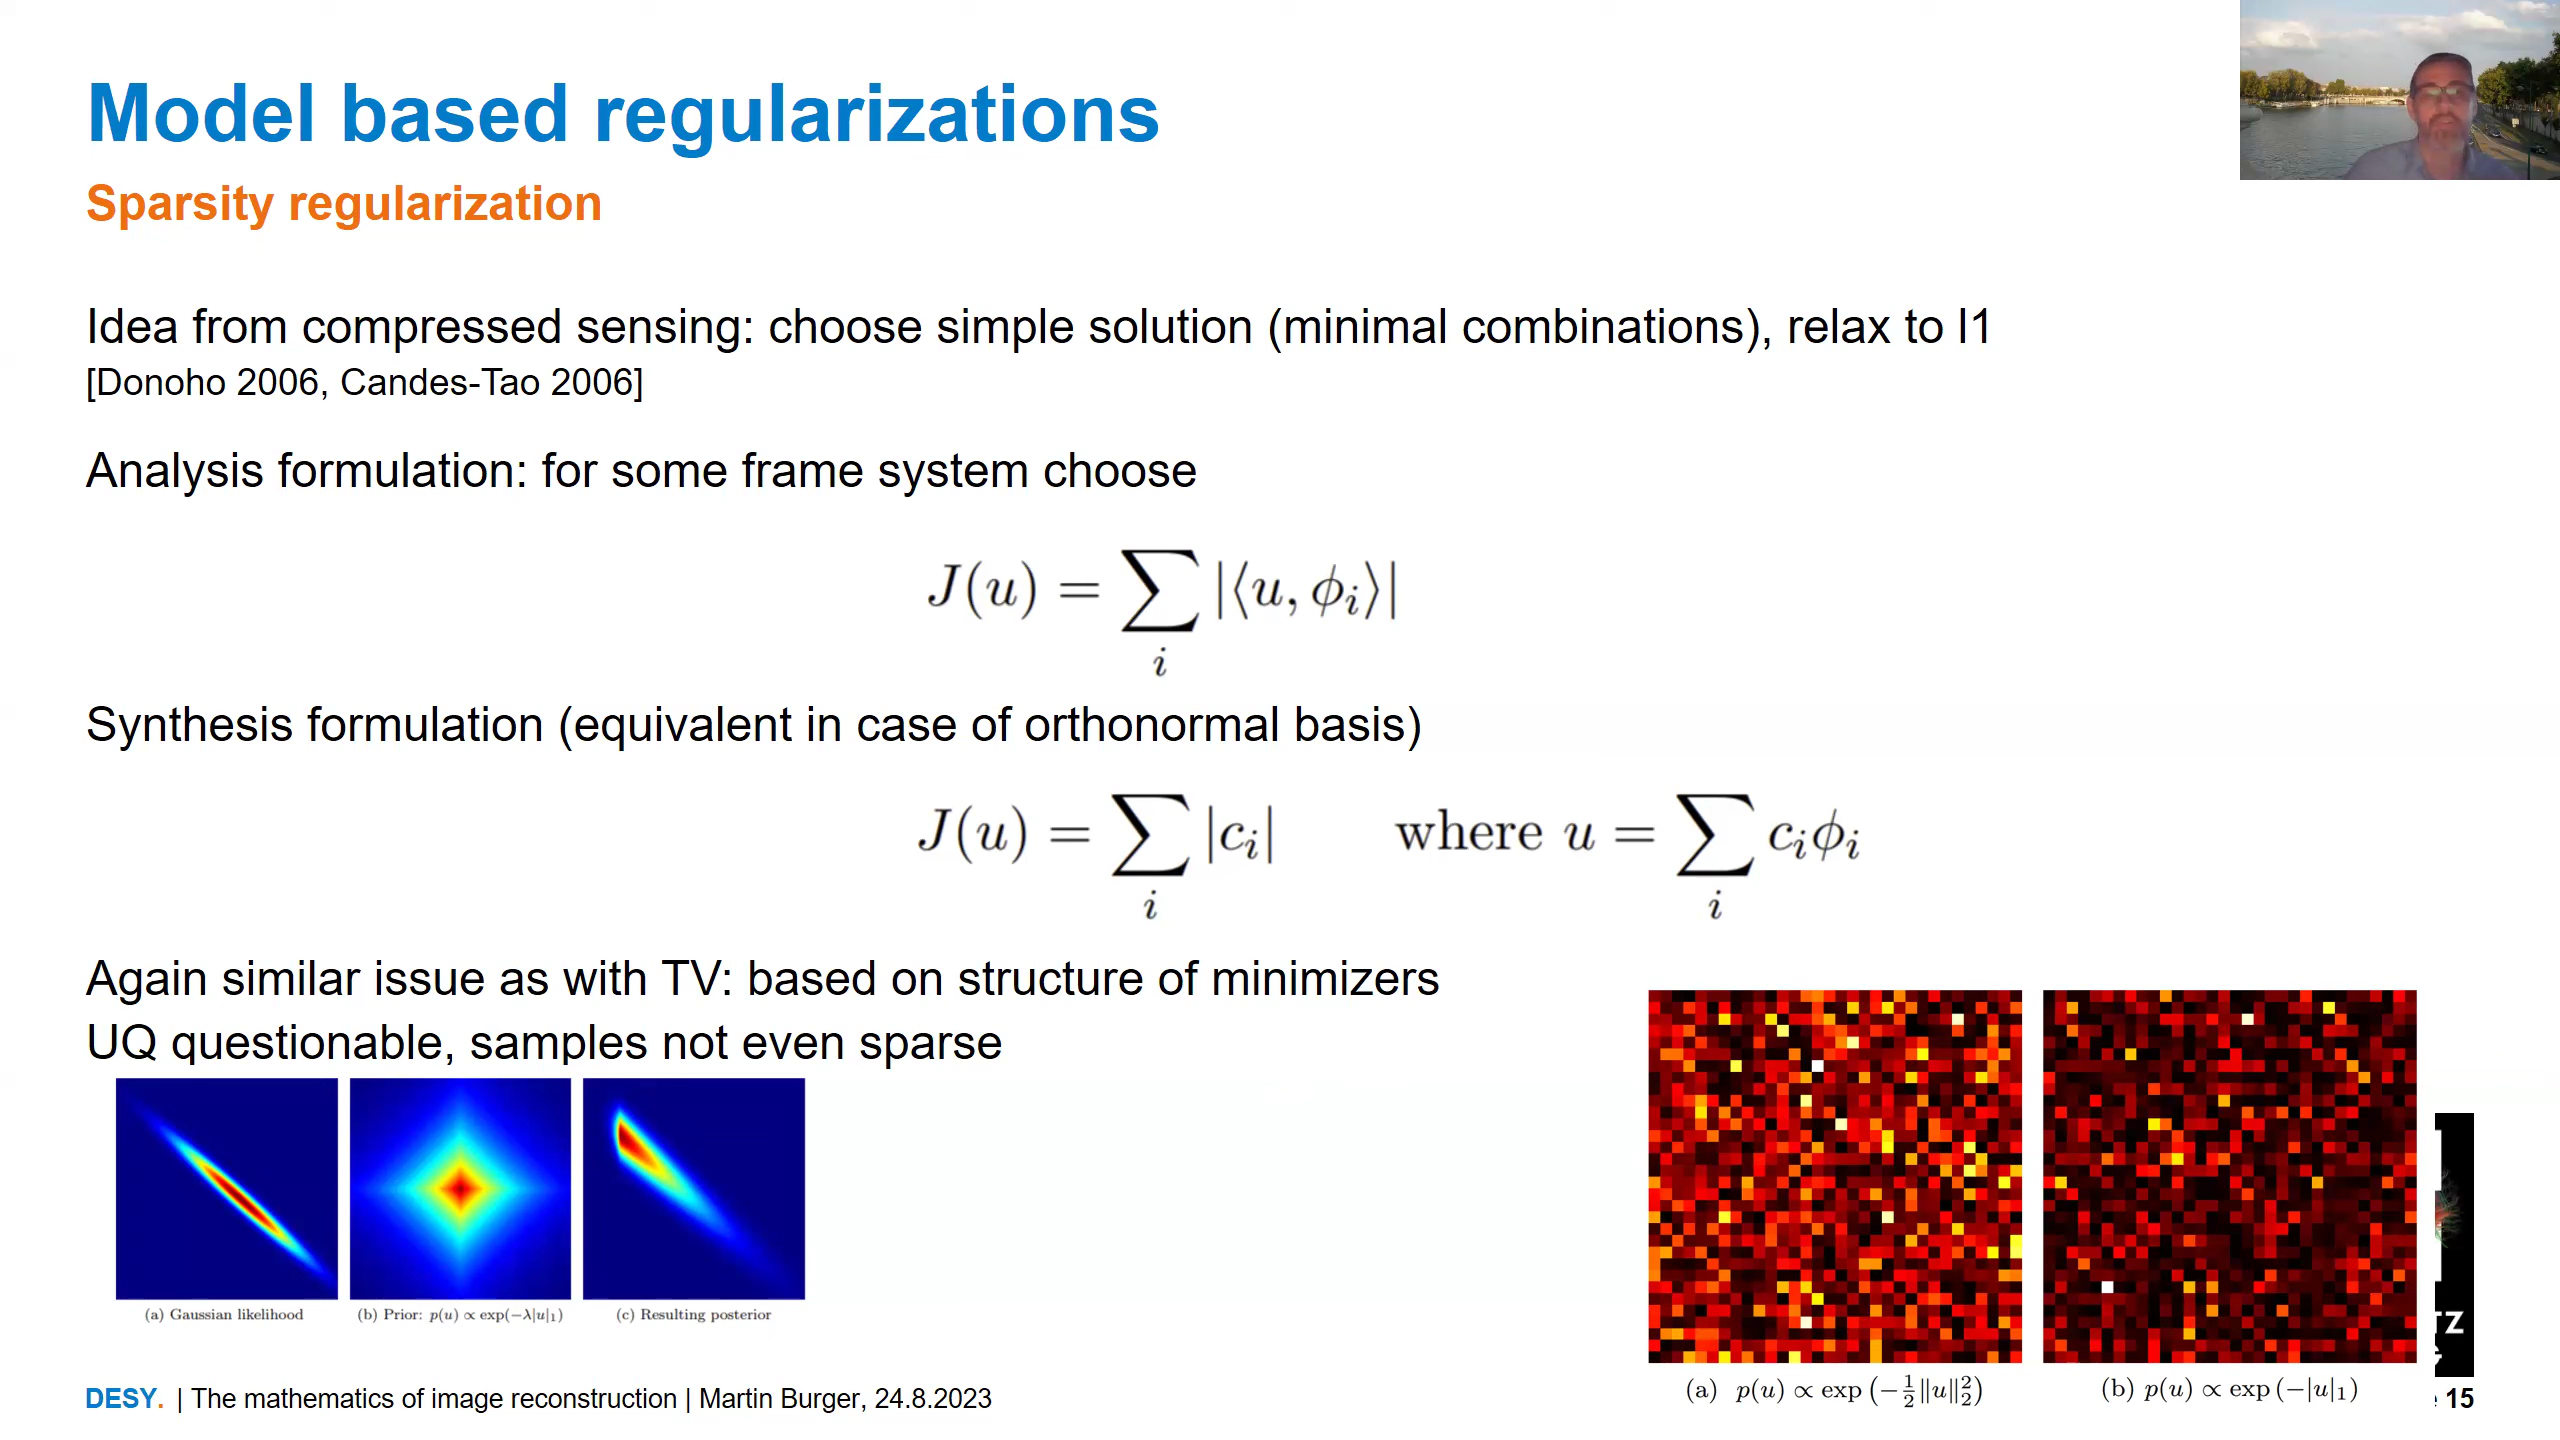 Model based regularizations
Sparsity regularization
Idea from compressed sensing: choose simple solution (minimal combinations), relax to l1
[Donoho 2006, Candes-Tao 2006]
Analysis formulation: for some frame system choose
J(u) = ∑_i |⟨u, ϕ_i⟩|
Synthesis formulation (equivalent in case of orthonormal basis)
J(u) = ∑_i |c_i| where u = ∑_i c_i ϕ_i
Again similar issue as with TV: based on structure of minimizers
UQ questionable, samples not even sparse
(a) Gaussian likelihood
(b) Prior: p(u) ∝ exp(−λ|u|₁)
(c) Resulting posterior
(a) p(u) ∝ exp (−½‖u‖₂²)
(b) p(u) ∝ exp (−|u|₁)
DESY. | The mathematics of image reconstruction | Martin Burger, 24.8.2023
15